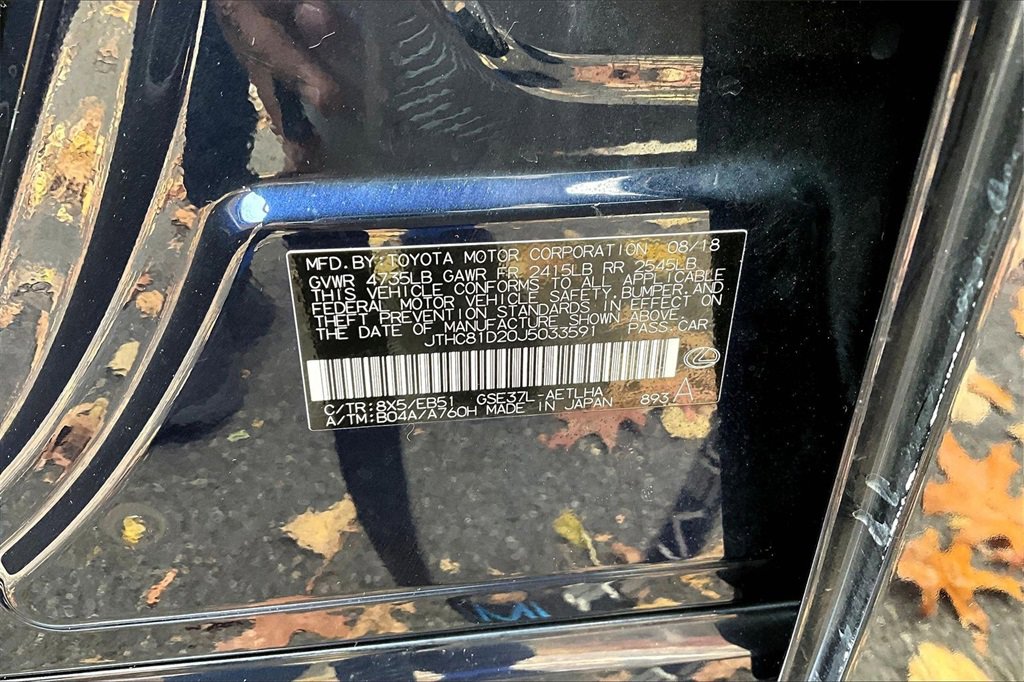 MFD.BY:TOYOTA MOTOR CORPORATION 08/18
GVWR 4735LB GAWR FR 2415LB RR 2545LB
THIS VEHICLE CONFORMS TO ALL APPLICABLE
FEDERAL MOTOR VEHICLE SAFETY, BUMPER, AND
THEFT PREVENTION STANDARDS IN EFFECT ON
THE DATE OF MANUFACTURE SHOWN ABOVE.
JTHC81D20J5033591 PASS.CAR
C/TR:8X5/EB51 GSE37L-AETLHA
A/TM:B04A/A760H MADE IN JAPAN 893 A